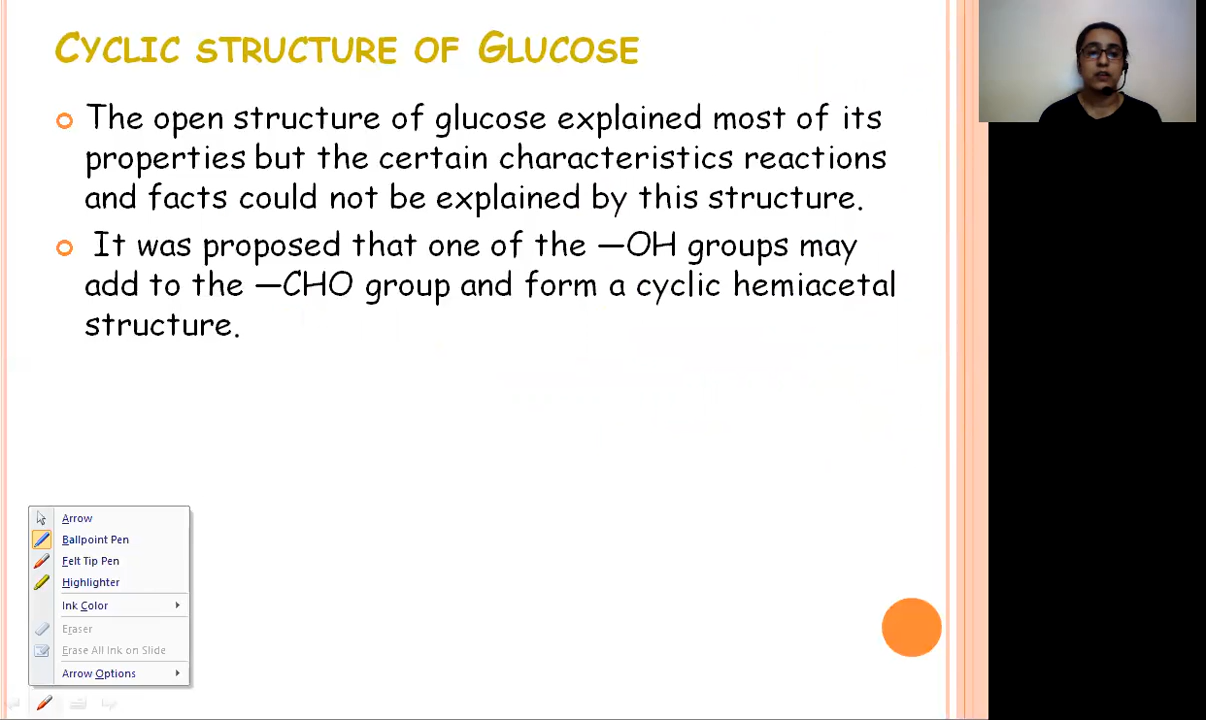 CYCLIC STRUCTURE OF GLUCOSE
The open structure of glucose explained most of its
properties but the certain characteristics reactions
and facts could not be explained by this structure.
It was proposed that one of the —OH groups may
add to the —CHO group and form a cyclic hemiacetal
structure.
Arrow
Ballpoint Pen
Felt Tip Pen
Highlighter
Ink Color
Eraser
Erase All Ink on Slide
Arrow Options